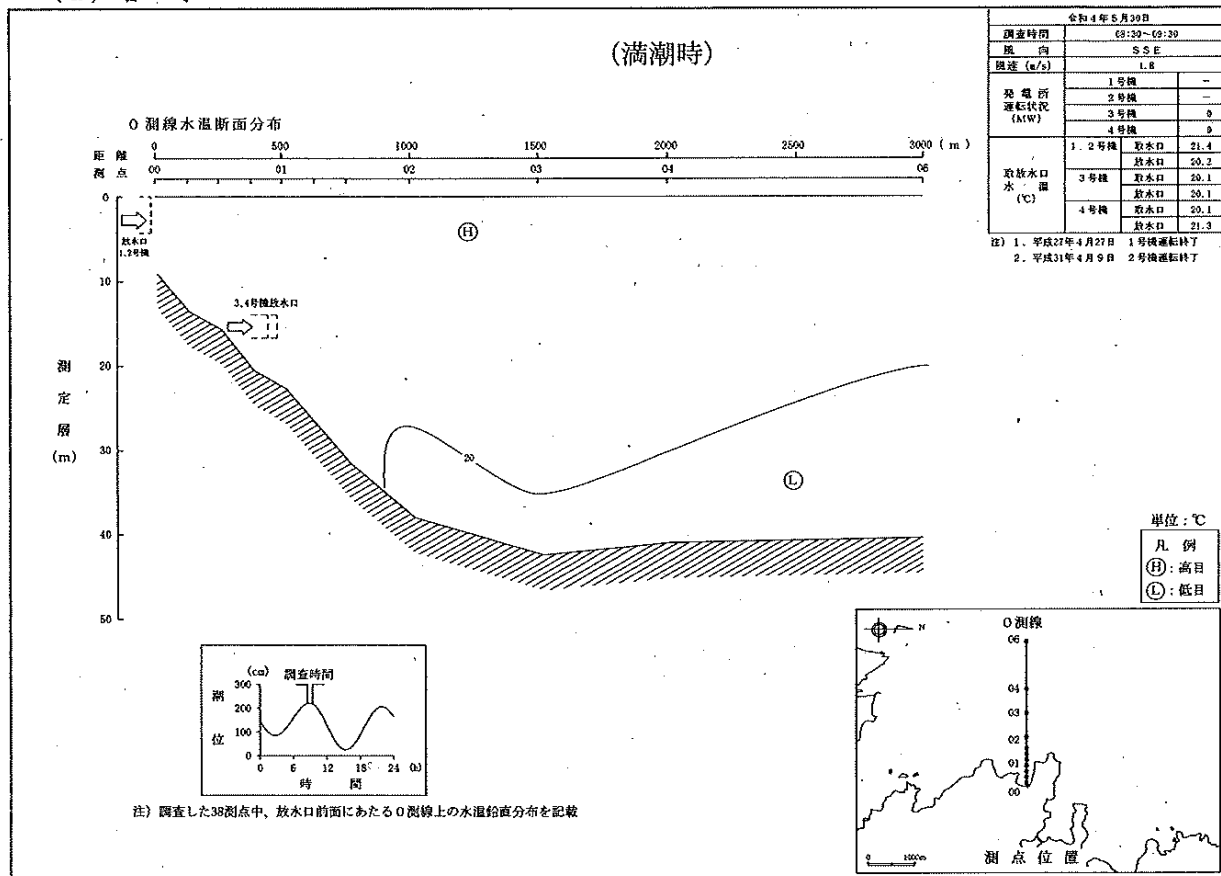 (満潮時)
令和4年5月30日
調査時間 08:30~09:30
風向 SSE
風速 (m/s) 1.8
発電所運転状況 (MW)
1号機 -
2号機 -
3号機 0
4号機 0
取放水口水温 (℃)
1.2号機 取水口 21.4
放水口 20.2
3号機 取水口 20.1
放水口 20.1
4号機 取水口 20.1
放水口 21.3
注) 1. 平成27年4月27日 1号機運転終了
2. 平成31年4月9日 2号機運転終了
0測線水温断面分布
距離 0 500 1000 1500 2000 2500 3000 (m)
測点 00 01 02 03 04 06
0
10
20
30
40
50
測定層 (m)
放水口
1,2号機
3,4号機放水口
H
20
L
単位:℃
凡例
H:高目
L:低目
(cm) 調査時間
300
200
100
0
潮位
0 6 12 18 24 (h)
時間
注) 調査した38測点中、放水口前面にあたる0測線上の水温鉛直分布を記載
N
0測線
06
04
03
02
01
00
0 1000m
測点位置